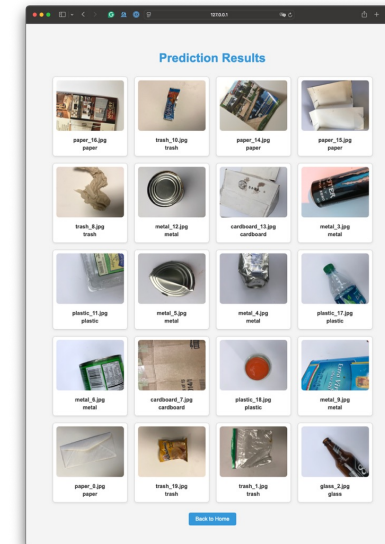 127.0.0.1
Prediction Results
paper_16.jpg
paper
trash_10.jpg
trash
paper_14.jpg
paper
paper_15.jpg
paper
trash_8.jpg
trash
metal_12.jpg
metal
cardboard_13.jpg
cardboard
metal_3.jpg
metal
plastic_11.jpg
plastic
metal_5.jpg
metal
metal_4.jpg
metal
plastic_17.jpg
plastic
metal_6.jpg
metal
cardboard_7.jpg
cardboard
plastic_18.jpg
plastic
metal_9.jpg
metal
paper_0.jpg
paper
trash_19.jpg
trash
trash_1.jpg
trash
glass_2.jpg
glass
Back to Home